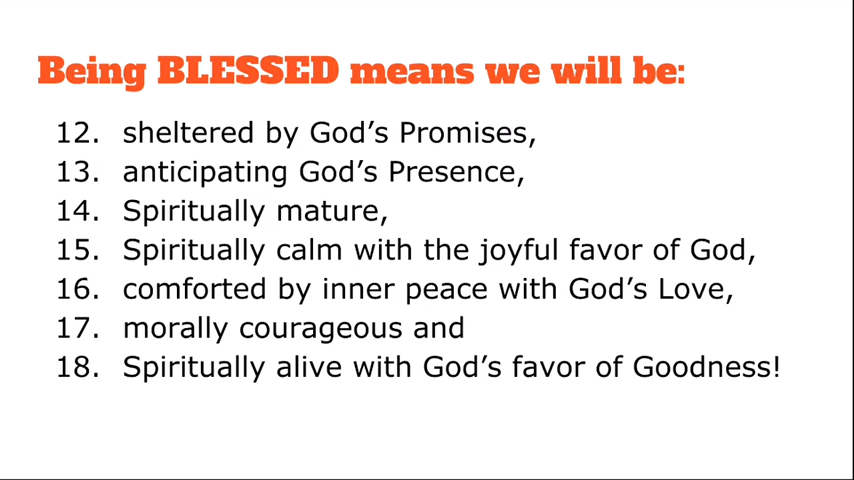 Being BLESSED means we will be:
12. sheltered by God’s Promises,
13. anticipating God’s Presence,
14. Spiritually mature,
15. Spiritually calm with the joyful favor of God,
16. comforted by inner peace with God’s Love,
17. morally courageous and
18. Spiritually alive with God’s favor of Goodness!